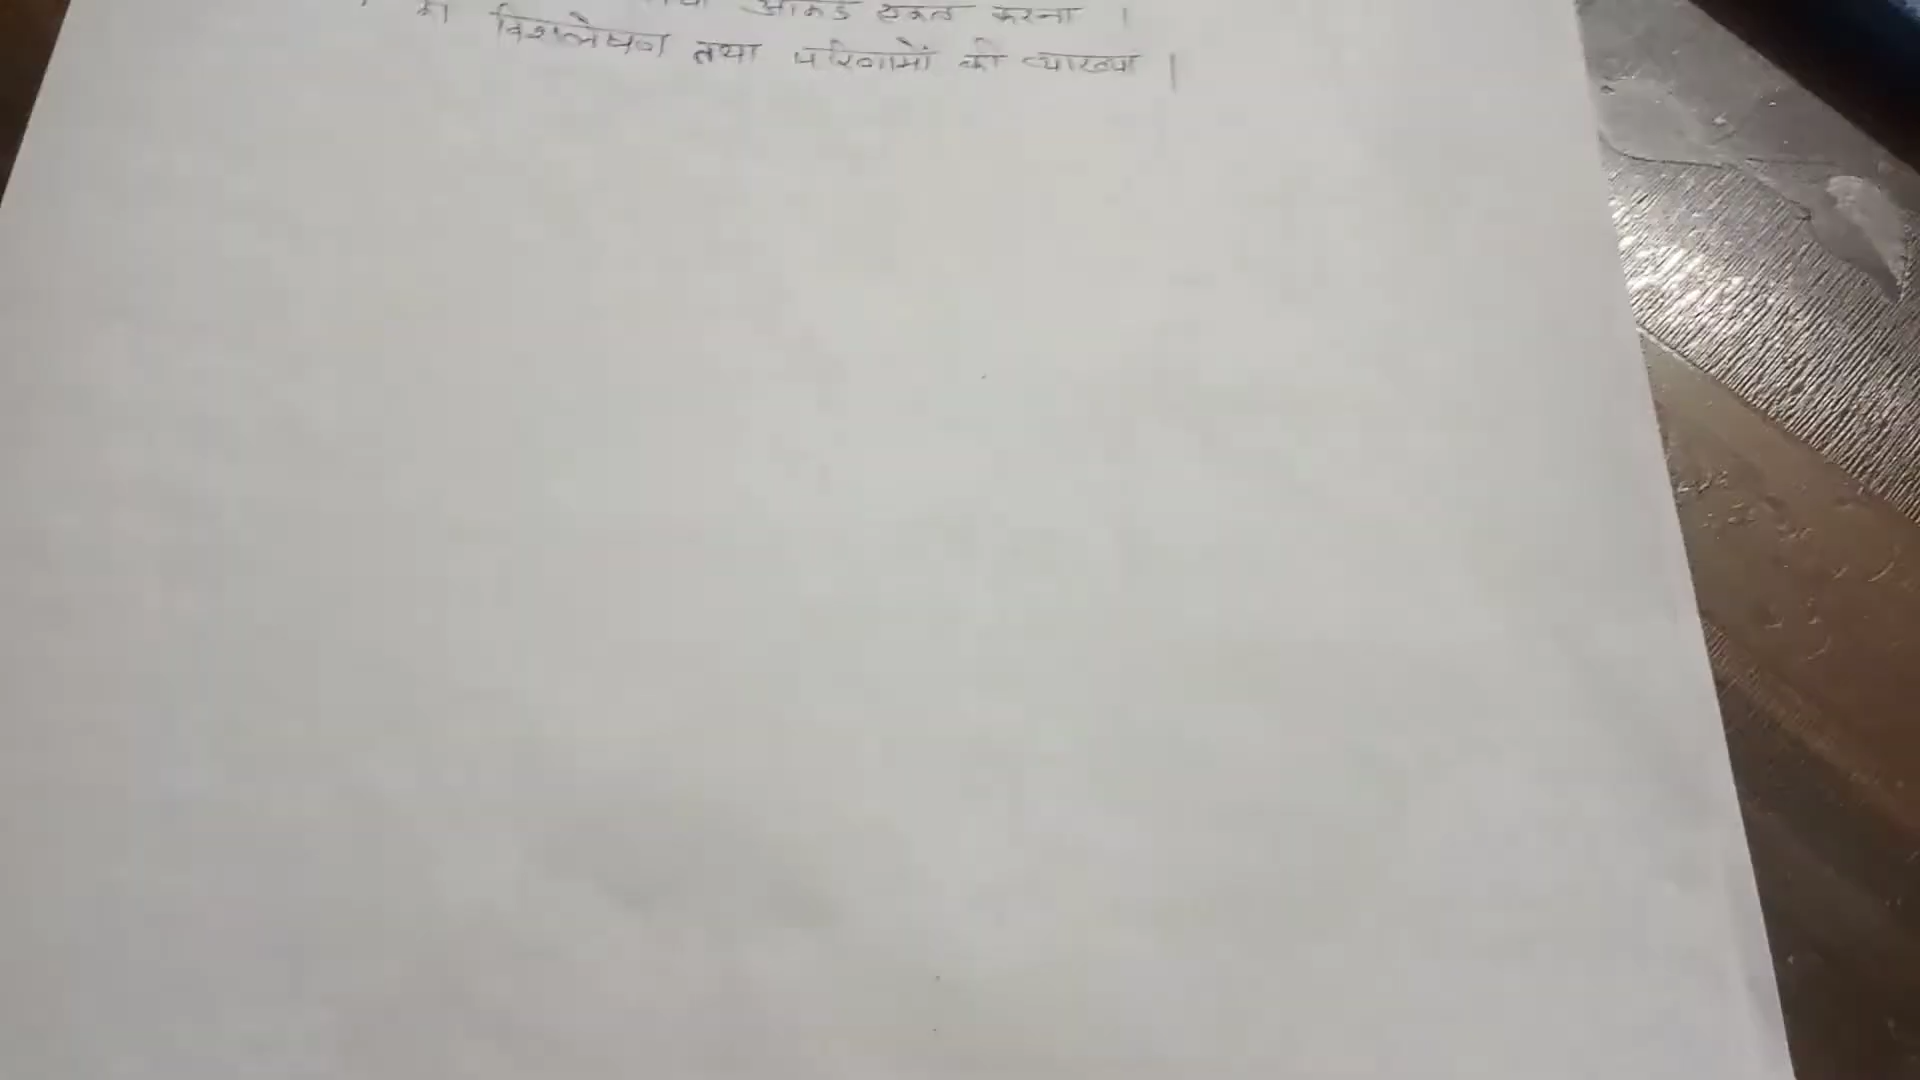 आंकडे एकत्र करना ।
का विश्लेषण तथा परिणामों की व्याख्या |